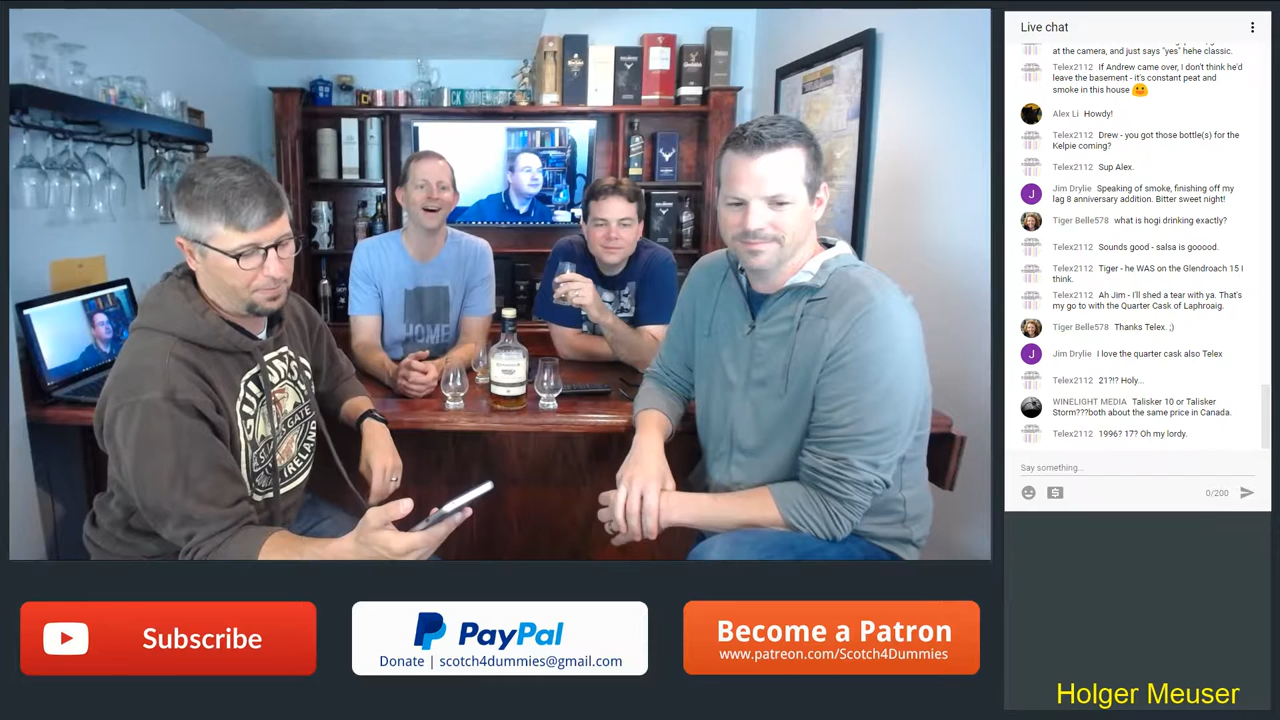 Live chat
at the camera, and just says "yes" hehe classic.
Telex2112 If Andrew came over, I don't think he'd
leave the basement - it's constant peat and
smoke in this house
Alex Li Howdy!
Telex2112 Drew - you got those bottle(s) for the
Kelpie coming?
Telex2112 Sup Alex.
J
Jim Drylie Speaking of smoke, finishing off my
lag 8 anniversary addition. Bitter sweet night!
Tiger Belle578 what is hogi drinking exactly?
Telex2112 Sounds good - salsa is gooood.
Telex2112 Tiger - he WAS on the Glendroach 15 I
think.
Telex2112 Ah Jim - I'll shed a tear with ya. That's
my go to with the Quarter Cask of Laphroaig.
Tiger Belle578 Thanks Telex. ;)
J
Jim Drylie I love the quarter cask also Telex
Telex2112 21?!? Holy...
WINELIGHT MEDIA Talisker 10 or Talisker
Storm???both about the same price in Canada.
Telex2112 1996? 17? Oh my lordy.
Say something...
0/200
HOME
GATE
IRELAND
Subscribe
PayPal
Donate | scotch4dummies@gmail.com
Become a Patron
www.patreon.com/Scotch4Dummies
Holger Meuser